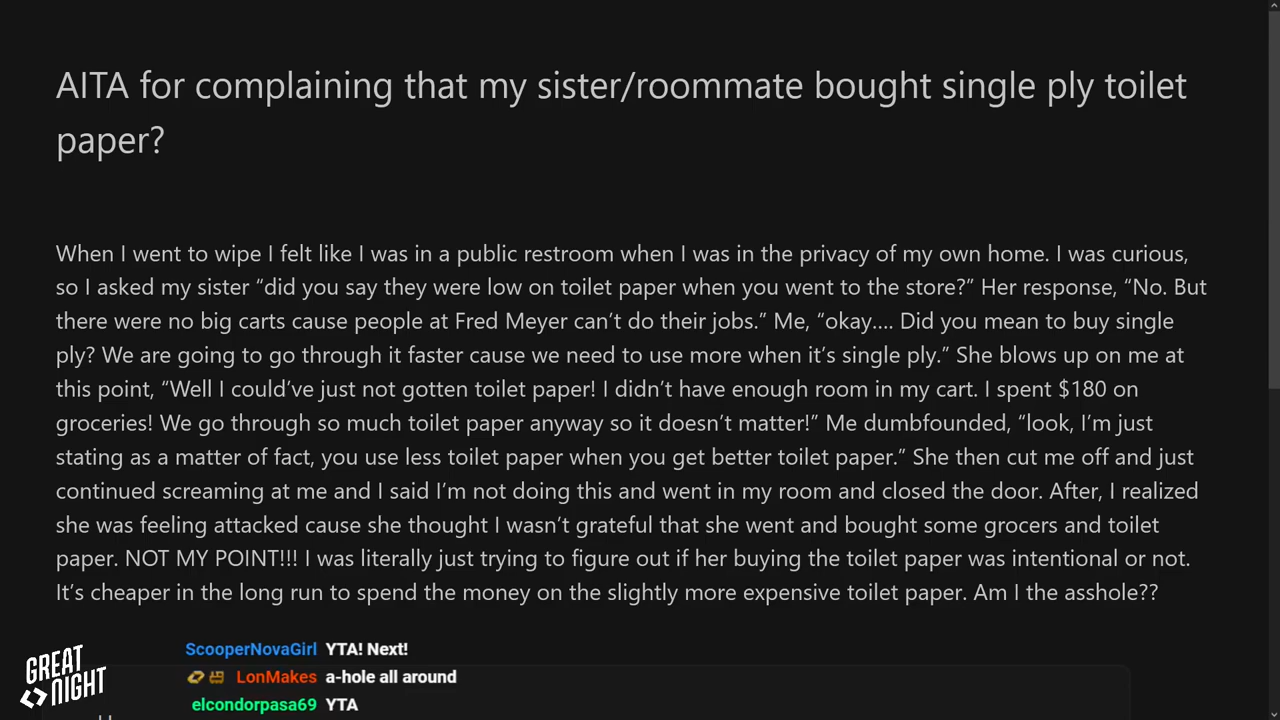 AITA for complaining that my sister/roommate bought single ply toilet
paper?
When I went to wipe I felt like I was in a public restroom when I was in the privacy of my own home. I was curious,
so I asked my sister “did you say they were low on toilet paper when you went to the store?” Her response, “No. But
there were no big carts cause people at Fred Meyer can’t do their jobs.” Me, “okay…. Did you mean to buy single
ply? We are going to go through it faster cause we need to use more when it’s single ply.” She blows up on me at
this point, “Well I could’ve just not gotten toilet paper! I didn’t have enough room in my cart. I spent $180 on
groceries! We go through so much toilet paper anyway so it doesn’t matter!” Me dumbfounded, “look, I’m just
stating as a matter of fact, you use less toilet paper when you get better toilet paper.” She then cut me off and just
continued screaming at me and I said I’m not doing this and went in my room and closed the door. After, I realized
she was feeling attacked cause she thought I wasn’t grateful that she went and bought some grocers and toilet
paper. NOT MY POINT!!! I was literally just trying to figure out if her buying the toilet paper was intentional or not.
It’s cheaper in the long run to spend the money on the slightly more expensive toilet paper. Am I the asshole??
ScooperNovaGirl YTA! Next!
LonMakes a-hole all around
elcondorpasa69 YTA
GREAT
NIGHT